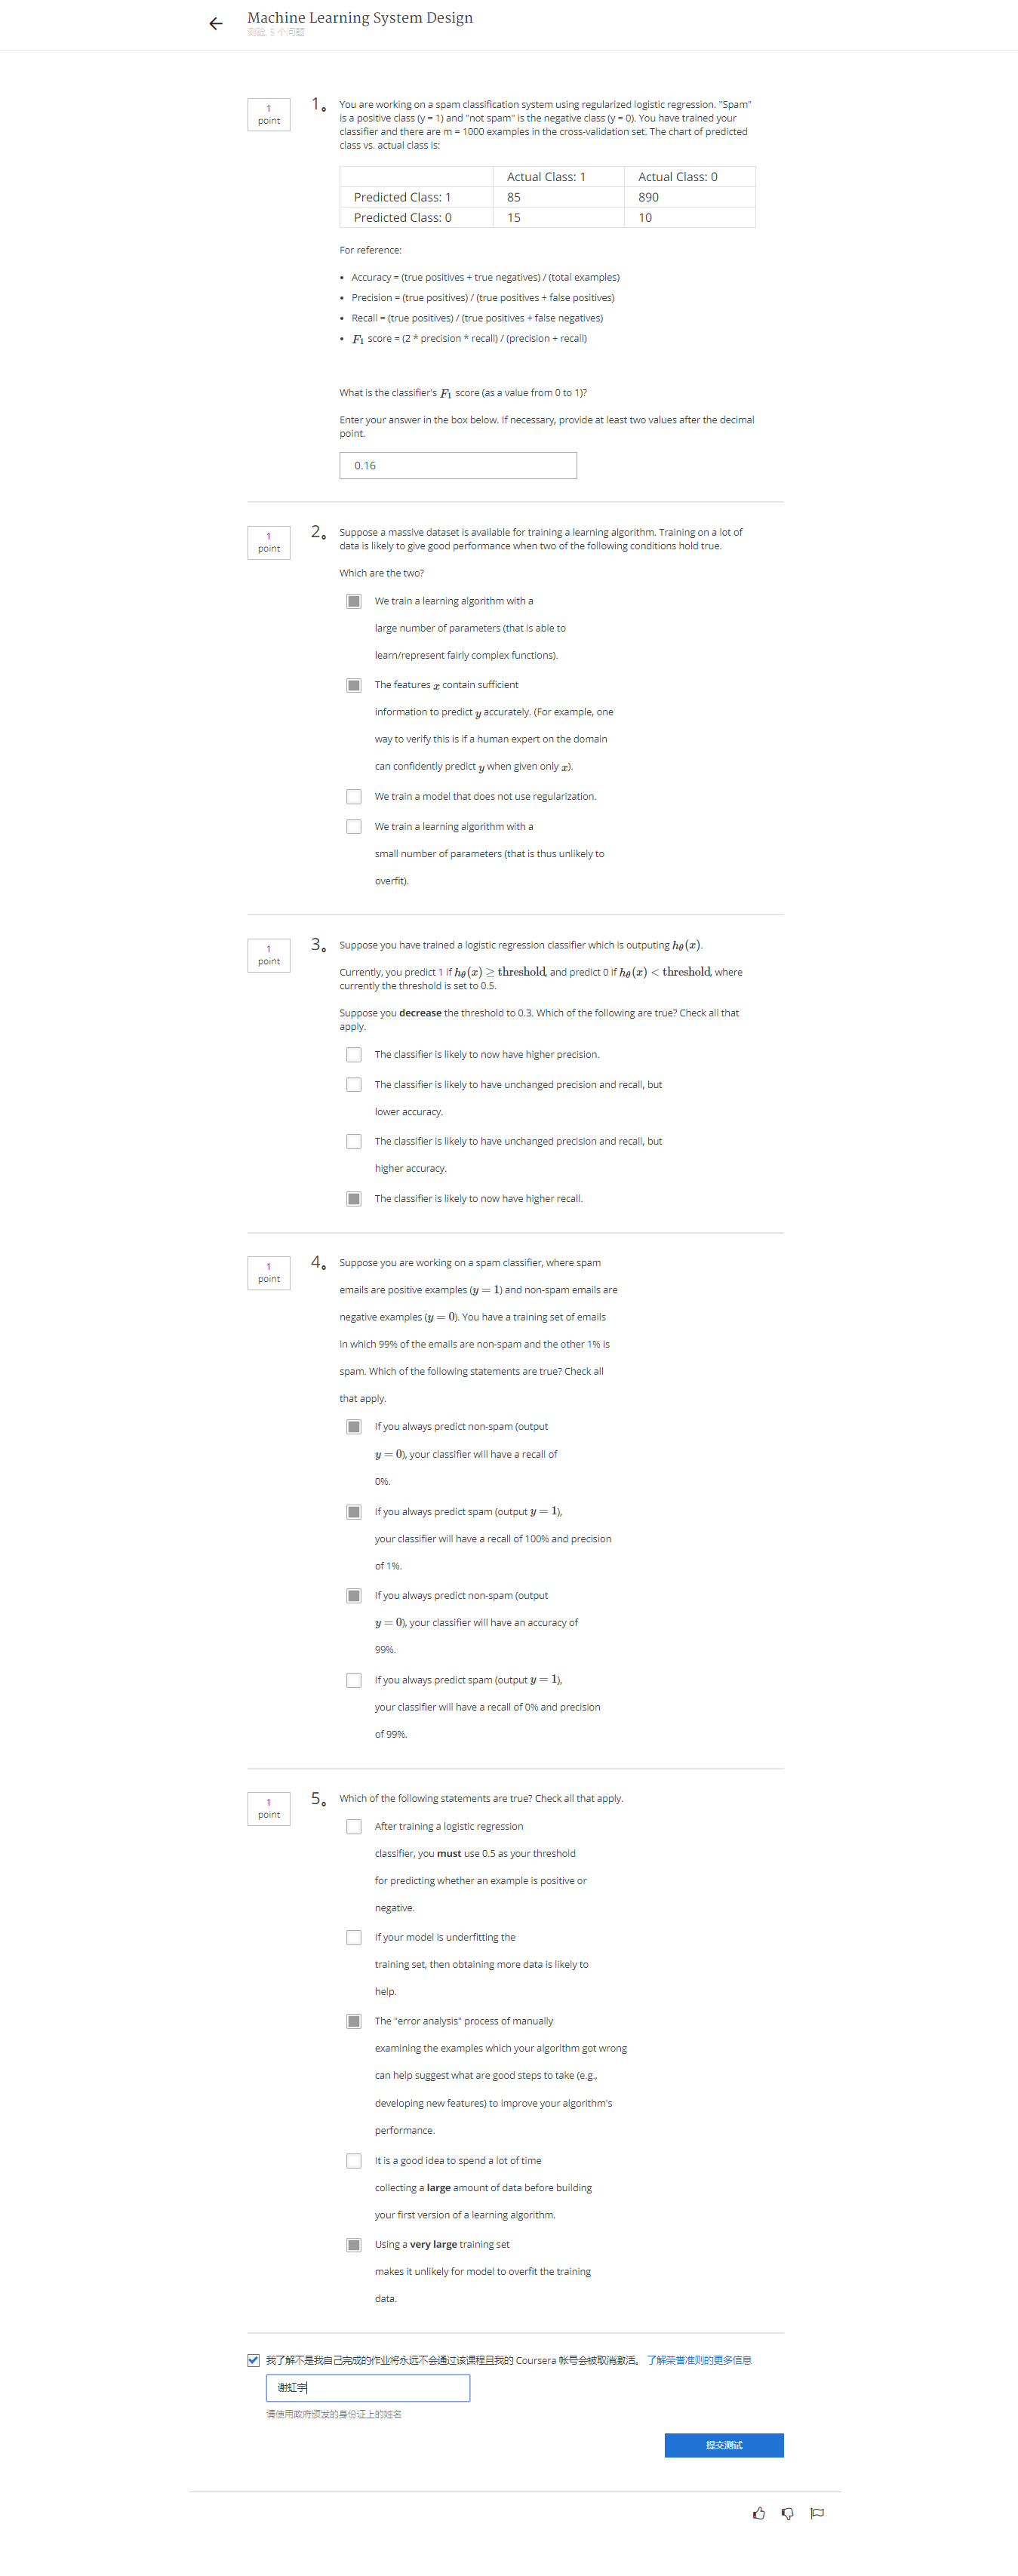 Machine Learning System Design
测验, 5 个问题
1
point
1。
You are working on a spam classification system using regularized logistic regression. "Spam"
is a positive class (y = 1) and "not spam" is the negative class (y = 0). You have trained your
classifier and there are m = 1000 examples in the cross-validation set. The chart of predicted
class vs. actual class is:
Actual Class: 1 Actual Class: 0
Predicted Class: 1 85 890
Predicted Class: 0 15 10
For reference:
• Accuracy = (true positives + true negatives) / (total examples)
• Precision = (true positives) / (true positives + false positives)
• Recall = (true positives) / (true positives + false negatives)
• F₁ score = (2 * precision * recall) / (precision + recall)
What is the classifier's F₁ score (as a value from 0 to 1)?
Enter your answer in the box below. If necessary, provide at least two values after the decimal
point.
0.16
1
point
2。
Suppose a massive dataset is available for training a learning algorithm. Training on a lot of
data is likely to give good performance when two of the following conditions hold true.
Which are the two?
We train a learning algorithm with a
large number of parameters (that is able to
learn/represent fairly complex functions).
The features x contain sufficient
information to predict y accurately. (For example, one
way to verify this is if a human expert on the domain
can confidently predict y when given only x).
We train a model that does not use regularization.
We train a learning algorithm with a
small number of parameters (that is thus unlikely to
overfit).
1
point
3。
Suppose you have trained a logistic regression classifier which is outputing hθ(x).
Currently, you predict 1 if hθ(x) ≥ threshold, and predict 0 if hθ(x) < threshold, where
currently the threshold is set to 0.5.
Suppose you decrease the threshold to 0.3. Which of the following are true? Check all that
apply.
The classifier is likely to now have higher precision.
The classifier is likely to have unchanged precision and recall, but
lower accuracy.
The classifier is likely to have unchanged precision and recall, but
higher accuracy.
The classifier is likely to now have higher recall.
1
point
4。
Suppose you are working on a spam classifier, where spam
emails are positive examples (y = 1) and non-spam emails are
negative examples (y = 0). You have a training set of emails
in which 99% of the emails are non-spam and the other 1% is
spam. Which of the following statements are true? Check all
that apply.
If you always predict non-spam (output
y = 0), your classifier will have a recall of
0%.
If you always predict spam (output y = 1),
your classifier will have a recall of 100% and precision
of 1%.
If you always predict non-spam (output
y = 0), your classifier will have an accuracy of
99%.
If you always predict spam (output y = 1),
your classifier will have a recall of 0% and precision
of 99%.
1
point
5。
Which of the following statements are true? Check all that apply.
After training a logistic regression
classifier, you must use 0.5 as your threshold
for predicting whether an example is positive or
negative.
If your model is underfitting the
training set, then obtaining more data is likely to
help.
The "error analysis" process of manually
examining the examples which your algorithm got wrong
can help suggest what are good steps to take (e.g.,
developing new features) to improve your algorithm's
performance.
It is a good idea to spend a lot of time
collecting a large amount of data before building
your first version of a learning algorithm.
Using a very large training set
makes it unlikely for model to overfit the training
data.
我了解不是我自己完成的作业将永远不会通过该课程且我的 Coursera 帐号会被取消激活。 了解荣誉准则的更多信息
谢虹宇
请使用政府颁发的身份证上的姓名
提交测试